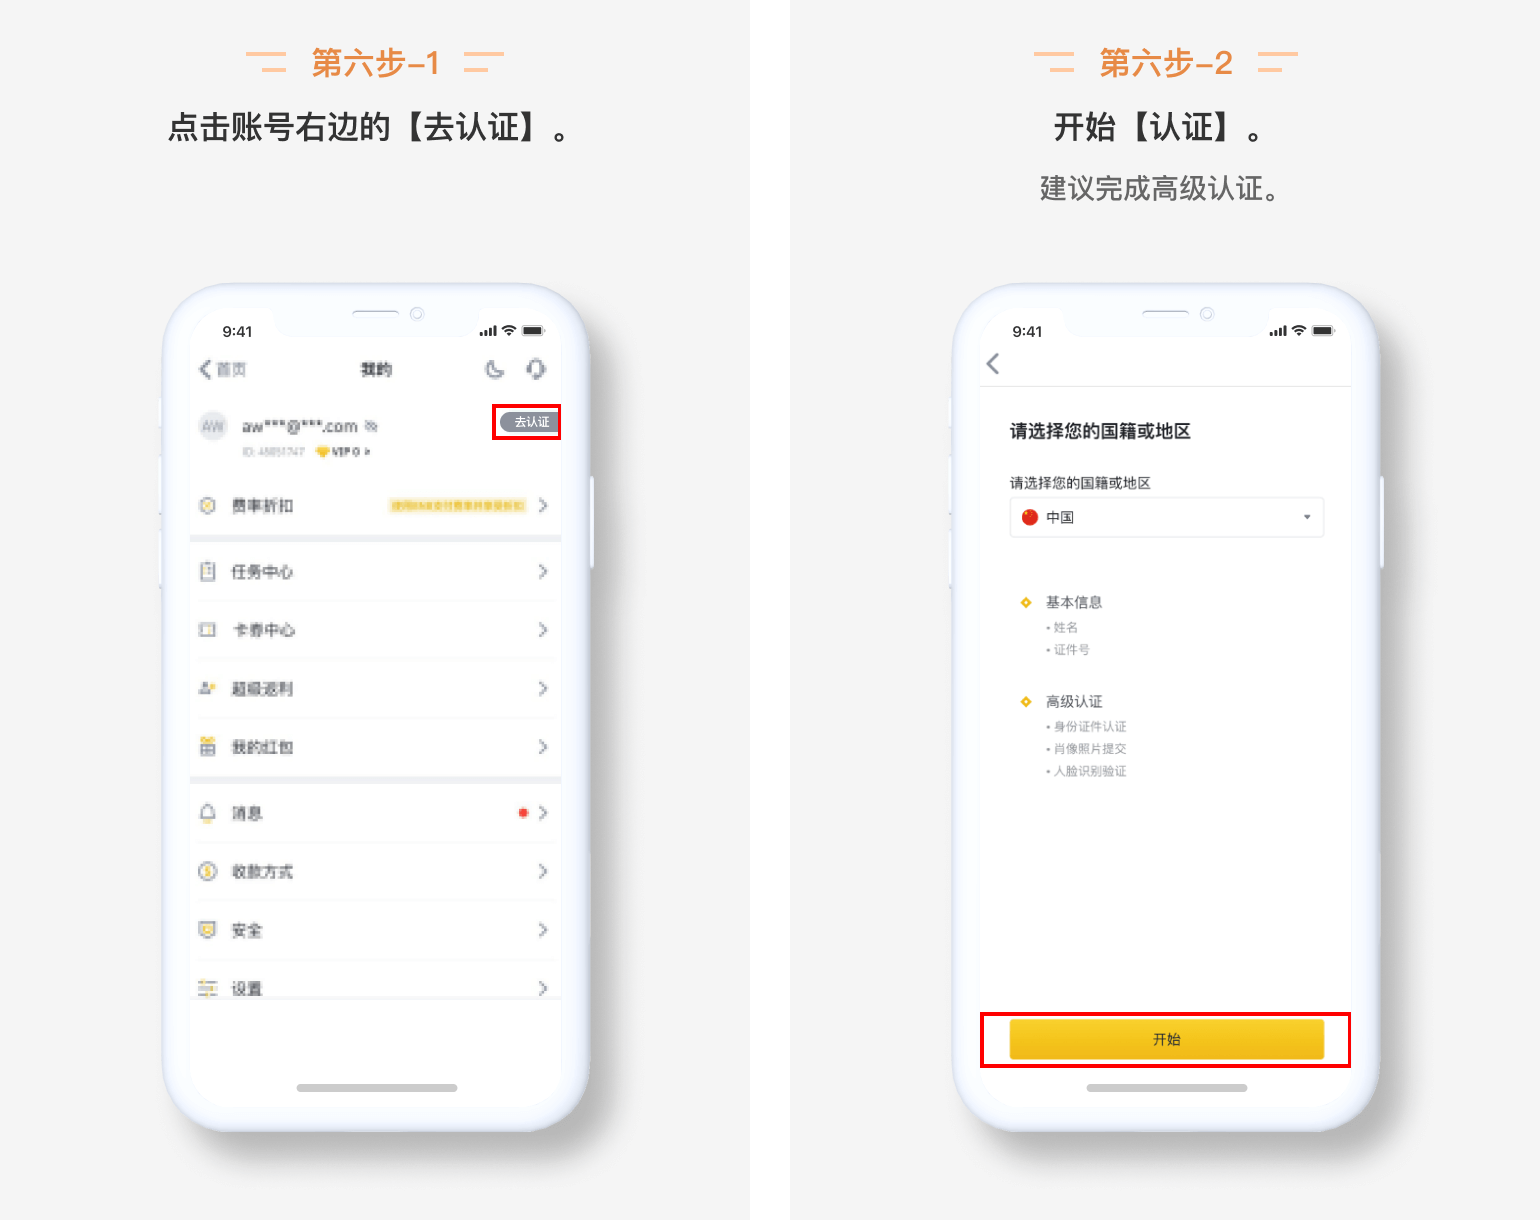 第六步-1
点击账号右边的【去认证】。
9:41
首页
我的
AW
aw***@***.com
去认证
VIP 0
费率折扣
任务中心
卡券中心
超级返利
我的红包
消息
收款方式
安全
设置
第六步-2
开始【认证】。
建议完成高级认证。
9:41
请选择您的国籍或地区
请选择您的国籍或地区
中国
基本信息
• 姓名
• 证件号
高级认证
• 身份证件认证
• 肖像照片提交
• 人脸识别验证
开始